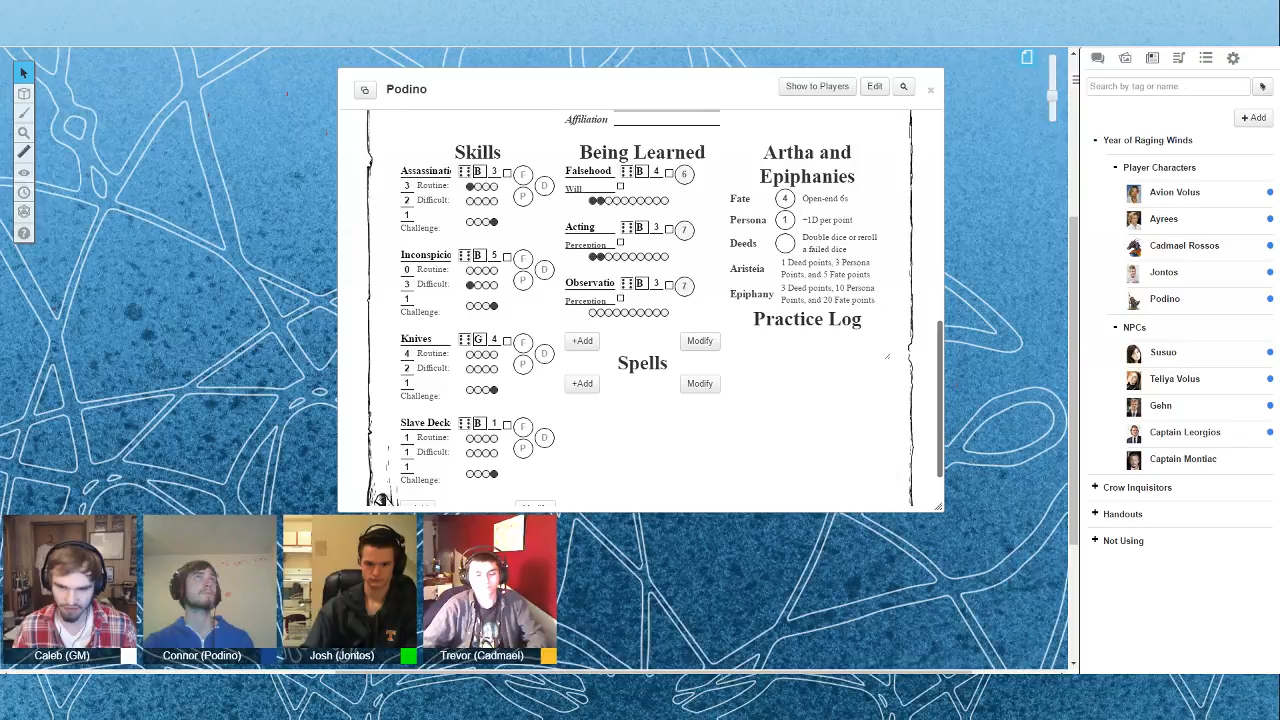 Podino
Show to Players
Edit
Affiliation
Skills
Assassinati B 3 F
3 Routine: D
2 Difficult: P
1
Challenge:
Inconspicio B 5 F
0 Routine: D
3 Difficult: P
1
Challenge:
Knives G 4 F
4 Routine: D
2 Difficult: P
1
Challenge:
Slave Deck B 1 F
1 Routine: D
1 Difficult: P
1
Challenge:
Being Learned
Falsehood B 4 6
Will
Acting B 3 7
Perception
Observatio B 3 7
Perception
+Add Modify
Spells
+Add Modify
Artha and
Epiphanies
Fate 4 Open-end 6s
Persona 1 ~1D per point
Deeds Double dice or reroll
a failed dice
Aristeia 1 Deed points, 3 Persona
Points, and 5 Fate points
Epiphany 3 Deed points, 10 Persona
Points, and 20 Fate points
Practice Log
Search by tag or name...
+ Add
Year of Raging Winds
Player Characters
Avion Volus
Ayrees
Cadmael Rossos
Jontos
Podino
NPCs
Susuo
Teliya Volus
Gehn
Captain Leorgios
Captain Montiac
Crow Inquisitors
Handouts
Not Using
Caleb (GM)
Connor (Podino)
Josh (Jontos)
Trevor (Cadmael)